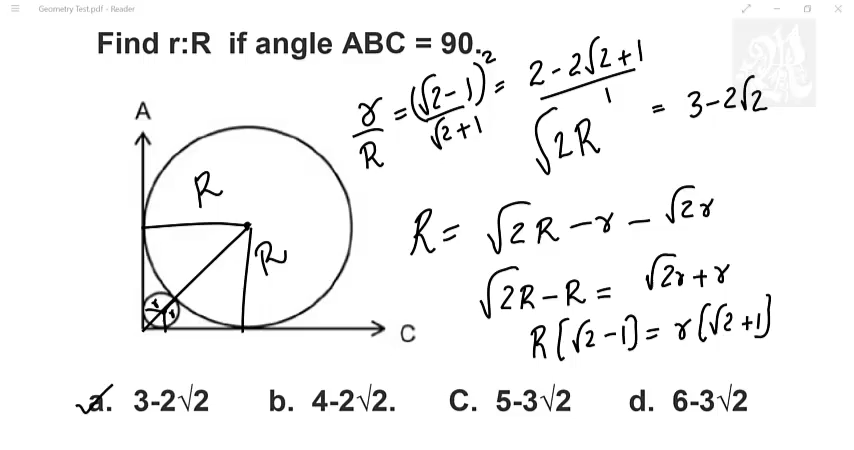 Geometry Test.pdf - Reader
Find r:R if angle ABC = 90.
r/R = (√2-1)²/√2+1 = 2-2√2+1/1 = 3-2√2
√2R
A
R
R
r
r
C
R = √2R - r - √2r
√2R - R = √2r + r
R[√2-1] = r[√2+1]
a. 3-2√2 b. 4-2√2. C. 5-3√2 d. 6-3√2